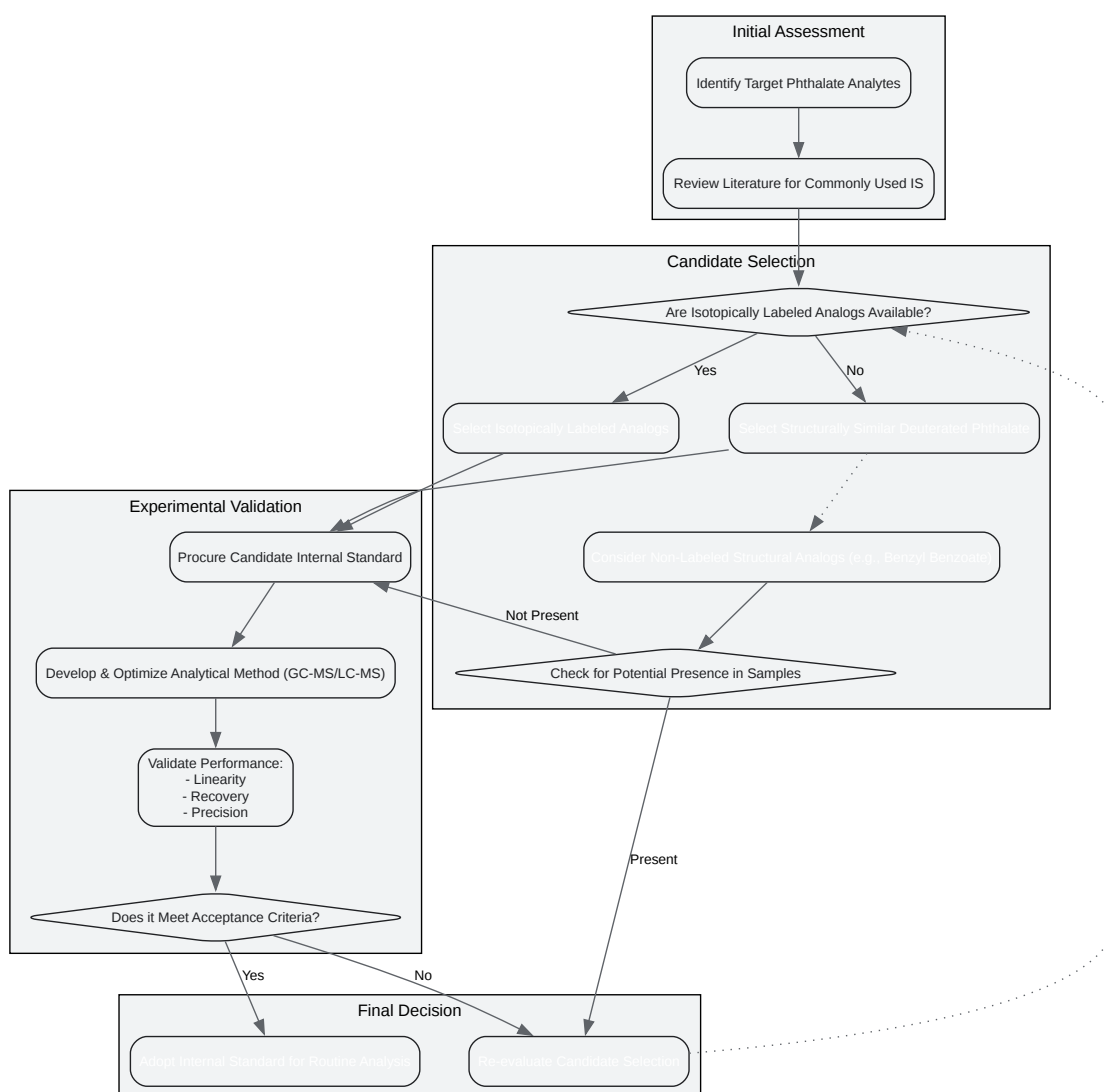 Initial Assessment
Identify Target Phthalate Analytes
Review Literature for Commonly Used IS
Candidate Selection
Are Isotopically Labeled Analogs Available?
Yes
No
Select Isotopically Labeled Analogs
Select Structurally Similar Deuterated Phthalate
Experimental Validation
Procure Candidate Internal Standard
Consider Non-Labeled Structural Analogs (e.g., Benzyl Benzoate)
Not Present
Develop & Optimize Analytical Method (GC-MS/LC-MS)
Check for Potential Presence in Samples
Validate Performance:
- Linearity
- Recovery
- Precision
Present
Does it Meet Acceptance Criteria?
Yes
No
Final Decision
Adopt Internal Standard for Routine Analysis
Re-evaluate Candidate Selection